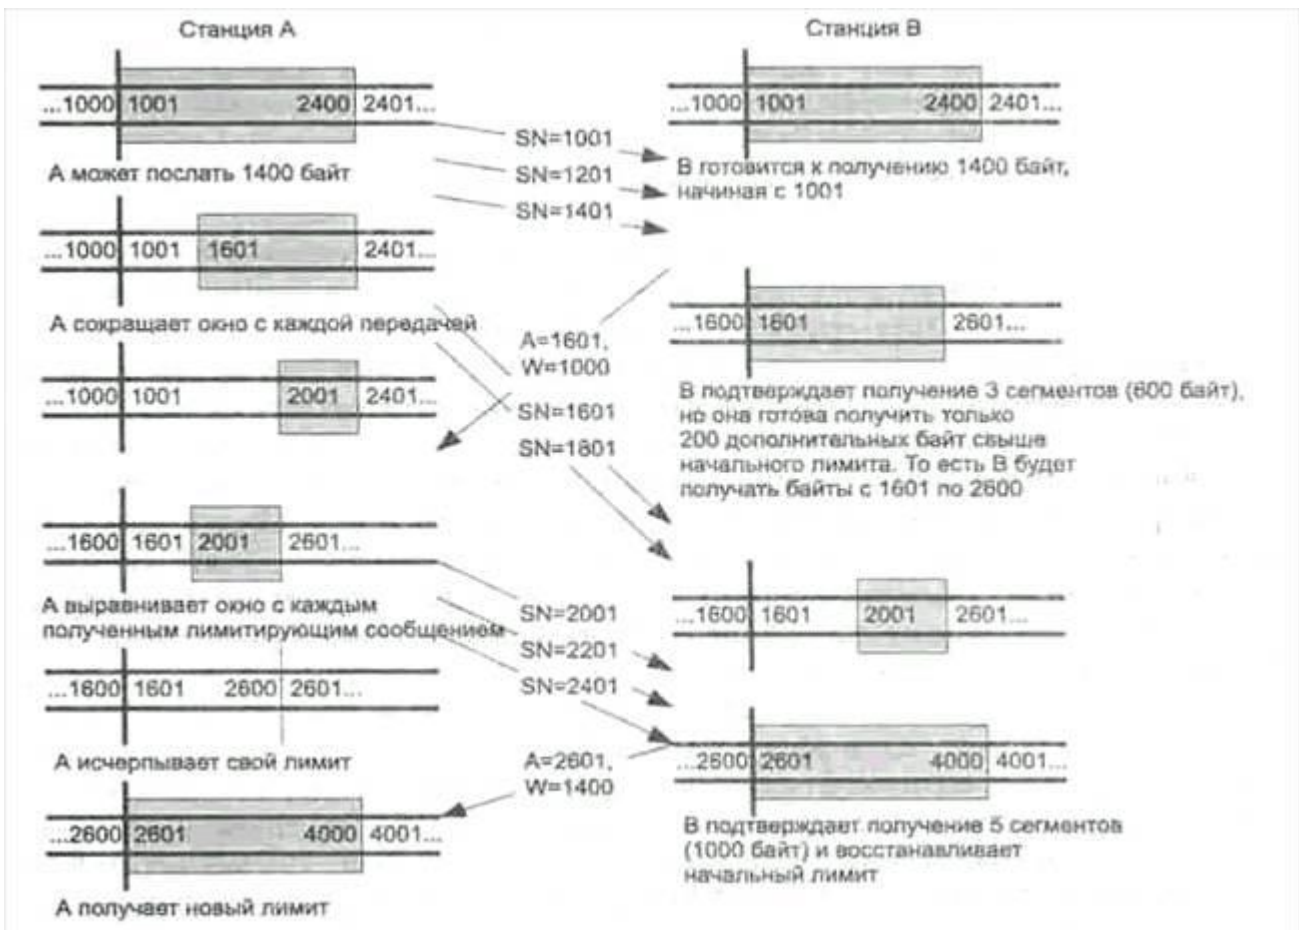 Станция А
Станция В
...1000 1001 2400 2401...
...1000 1001 2400 2401...
SN=1001
SN=1201
SN=1401
А может послать 1400 байт
В готовится к получению 1400 байт,
начиная с 1001
...1000 1001 1601 2401...
А сокращает окно с каждой передачей
...1600 1601 2601...
A=1601,
W=1000
SN=1601
SN=1801
...1000 1001 2001 2401...
В подтверждает получение 3 сегментов (600 байт),
но она готова получить только
200 дополнительных байт свыше
начального лимита. То есть В будет
получать байты с 1601 по 2600
...1600 1601 2001 2601...
А выравнивает окно с каждым
полученным лимитирующим сообщением
SN=2001
SN=2201
SN=2401
...1600 1601 2001 2601...
...1600 1601 2600 2601...
А исчерпывает свой лимит
A=2601,
W=1400
...2600 2601 4000 4001...
...2600 2601 4000 4001...
А получает новый лимит
В подтверждает получение 5 сегментов
(1000 байт) и восстанавливает
начальный лимит